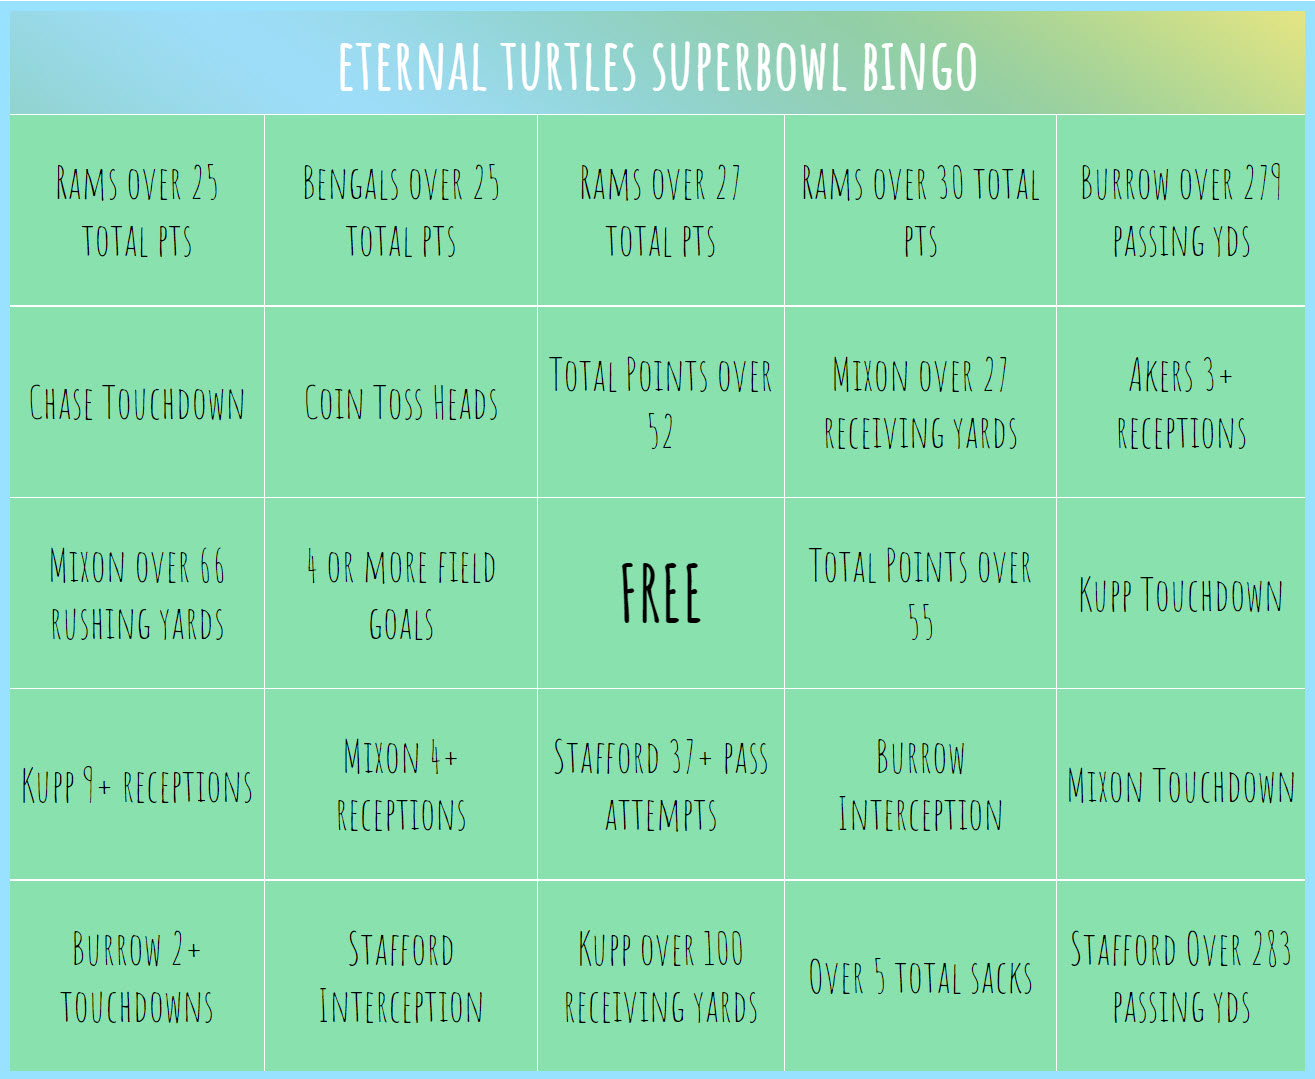 ETERNAL TURTLES SUPERBOWL BINGO
RAMS OVER 25
TOTAL PTS
BENGALS OVER 25
TOTAL PTS
RAMS OVER 27
TOTAL PTS
RAMS OVER 30 TOTAL
PTS
BURROW OVER 279
PASSING YDS
CHASE TOUCHDOWN
COIN TOSS HEADS
TOTAL POINTS OVER
52
MIXON OVER 27
RECEIVING YARDS
AKERS 3+
RECEPTIONS
MIXON OVER 66
RUSHING YARDS
4 OR MORE FIELD
GOALS
FREE
TOTAL POINTS OVER
55
KUPP TOUCHDOWN
KUPP 9+ RECEPTIONS
MIXON 4+
RECEPTIONS
STAFFORD 37+ PASS
ATTEMPTS
BURROW
INTERCEPTION
MIXON TOUCHDOWN
BURROW 2+
TOUCHDOWNS
STAFFORD
INTERCEPTION
KUPP OVER 100
RECEIVING YARDS
OVER 5 TOTAL SACKS
STAFFORD OVER 283
PASSING YDS